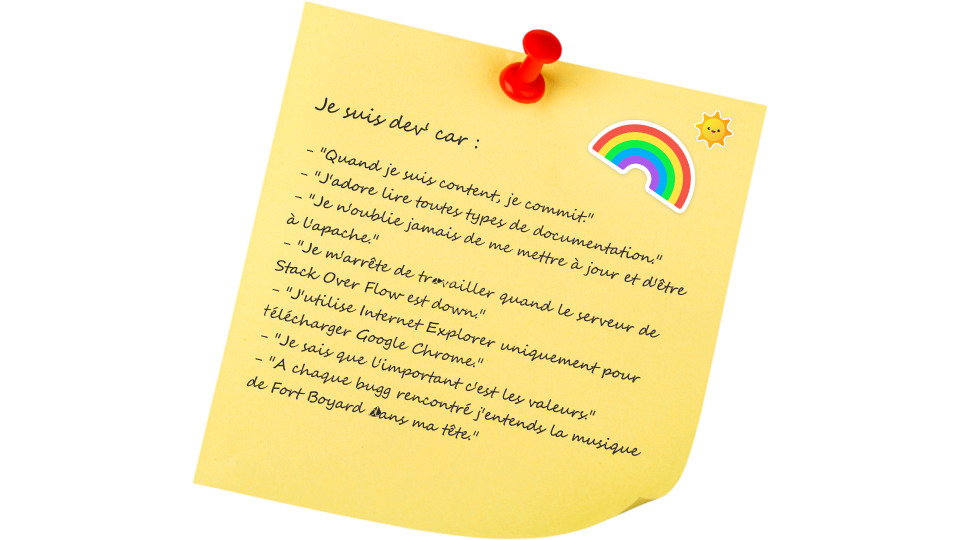 Je suis dev' car :
- "Quand je suis content, je commit."
- "J'adore lire toutes types de documentation."
- "Je n'oublie jamais de me mettre à jour et d'être
à l'apache."
- "Je m'arrête de travailler quand le serveur de
Stack Over Flow est down."
- "J'utilise Internet Explorer uniquement pour
télécharger Google Chrome."
- "Je sais que l'important c'est les valeurs."
- "A chaque bugg rencontré j'entends la musique
de Fort Boyard dans ma tête."